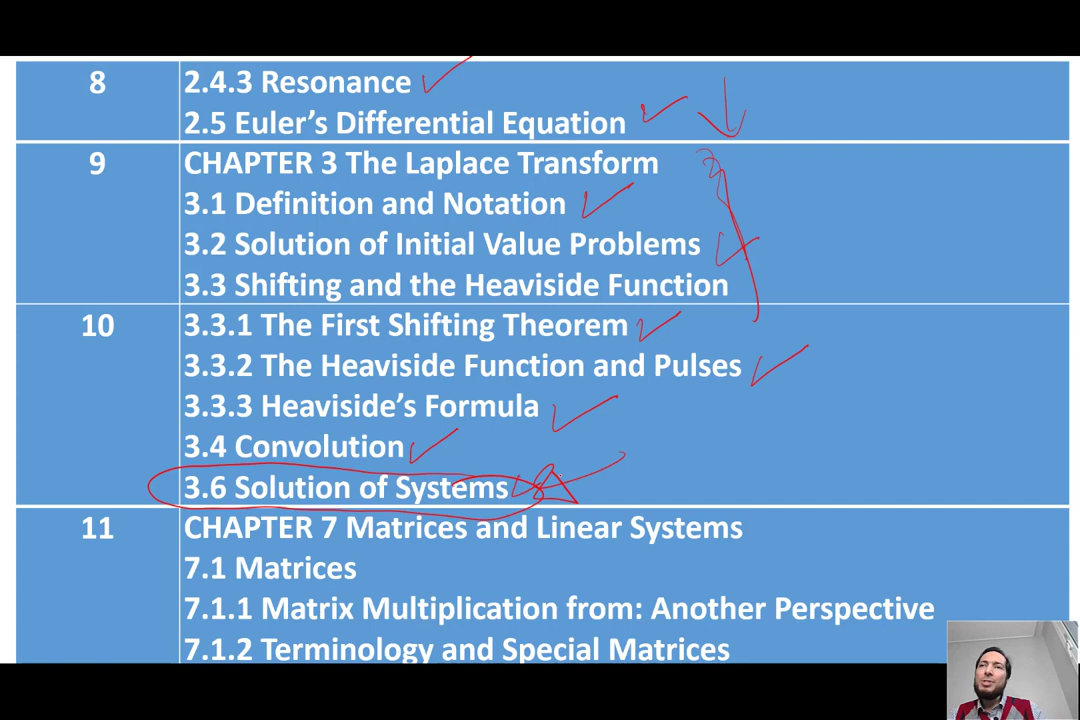 8
2.4.3 Resonance
2.5 Euler’s Differential Equation
9
CHAPTER 3 The Laplace Transform
3.1 Definition and Notation
3.2 Solution of Initial Value Problems
3.3 Shifting and the Heaviside Function
10
3.3.1 The First Shifting Theorem
3.3.2 The Heaviside Function and Pulses
3.3.3 Heaviside’s Formula
3.4 Convolution
3.6 Solution of Systems
11
CHAPTER 7 Matrices and Linear Systems
7.1 Matrices
7.1.1 Matrix Multiplication from: Another Perspective
7.1.2 Terminology and Special Matrices